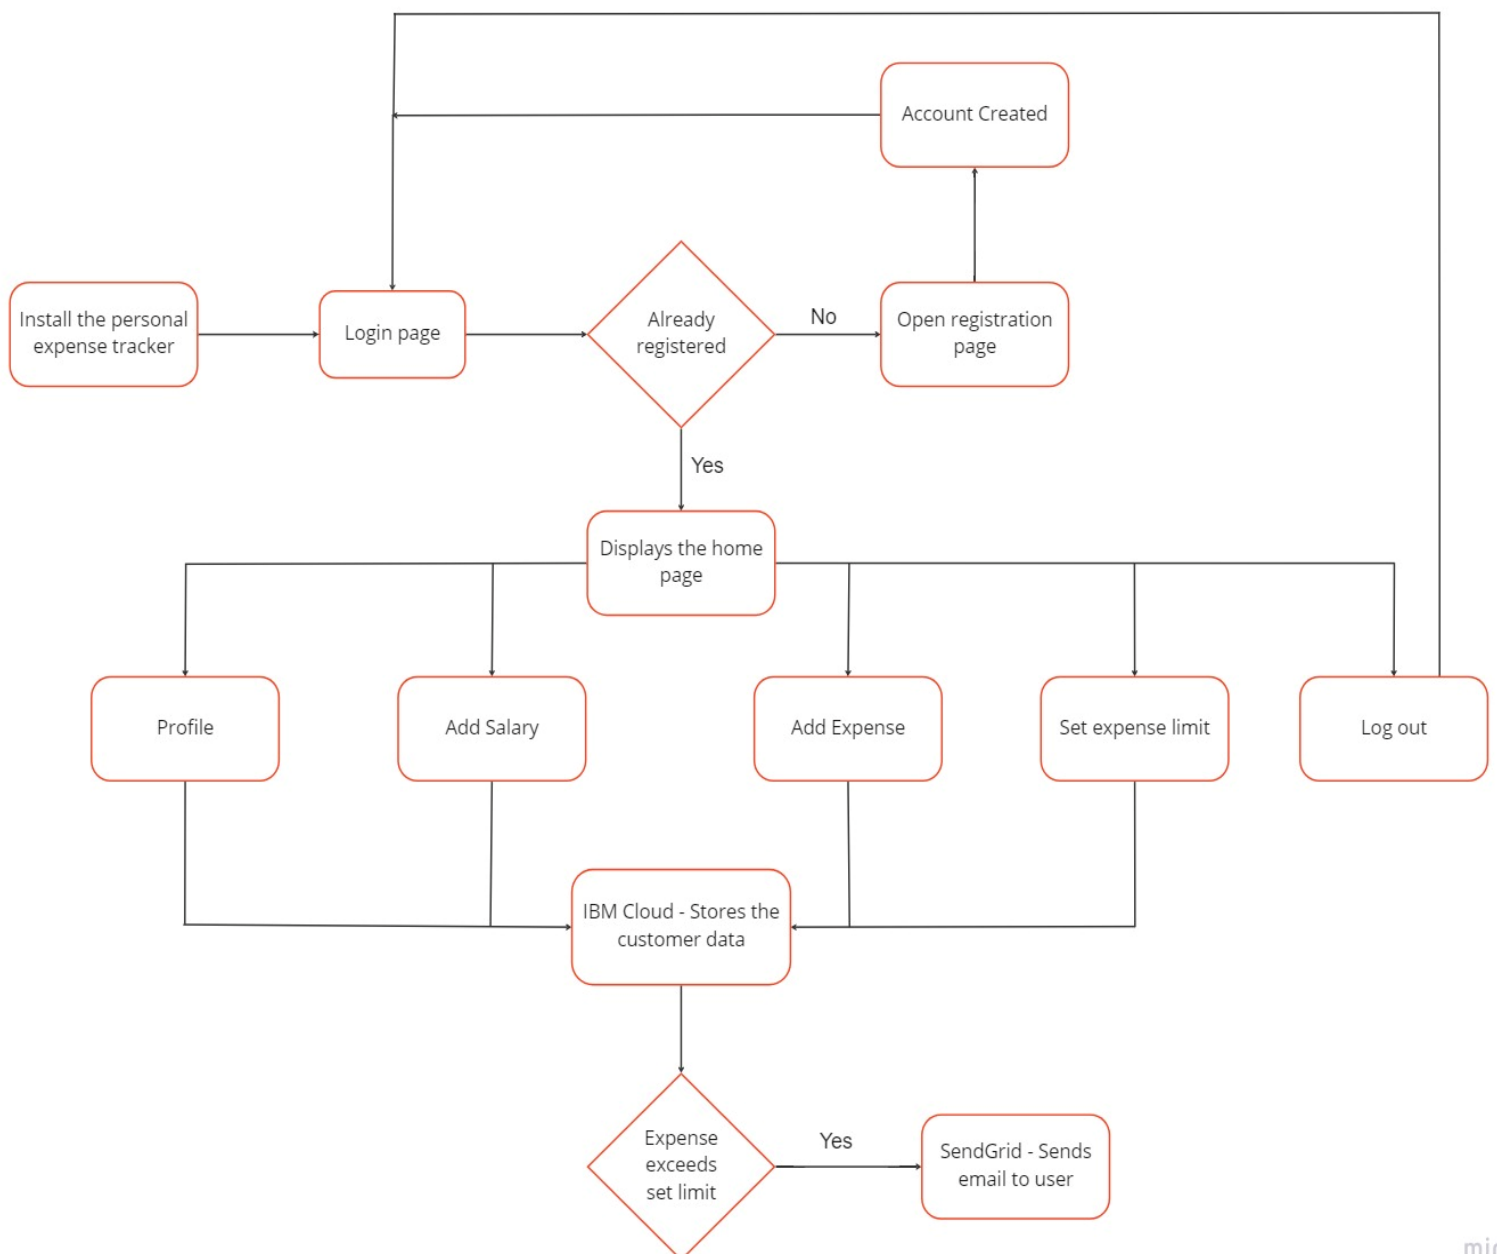 Account Created
Install the personal
expense tracker
Login page
Already
registered
No
Open registration
page
Yes
Displays the home
page
Profile
Add Salary
Add Expense
Set expense limit
Log out
IBM Cloud - Stores the
customer data
Expense
exceeds
set limit
Yes
SendGrid - Sends
email to user